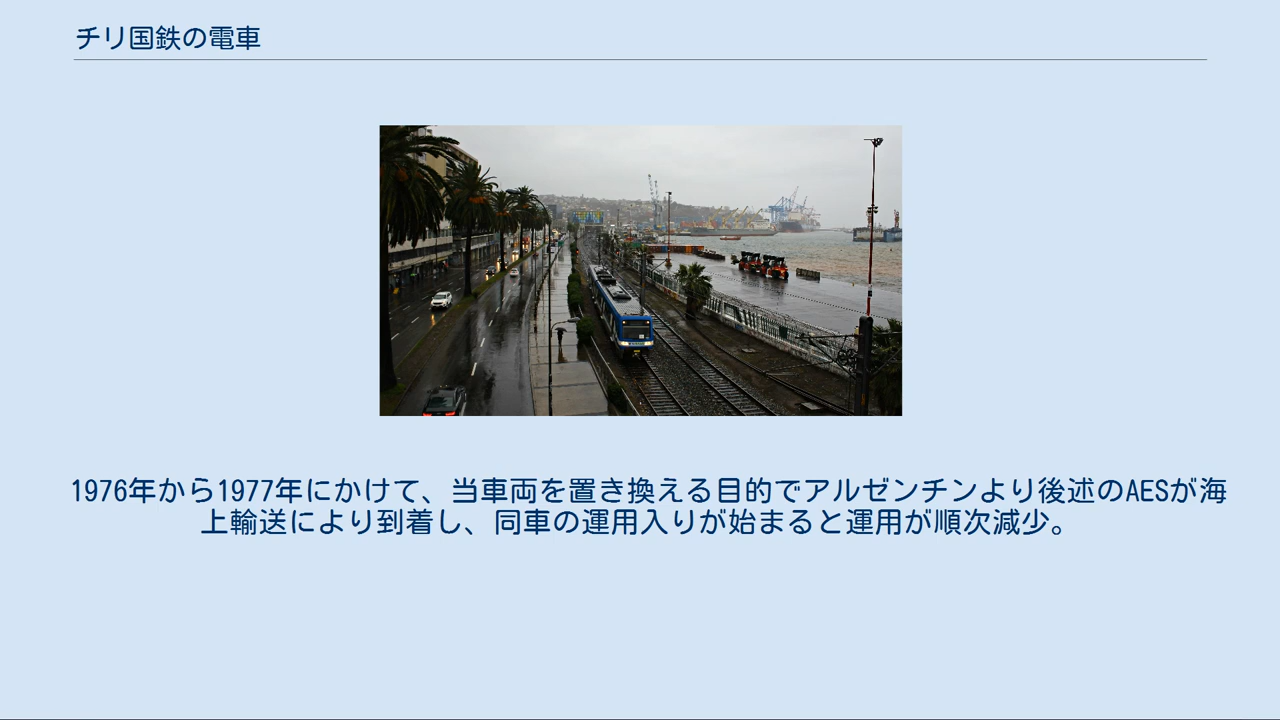 チリ国鉄の電車
1976年から1977年にかけて、当車両を置き換える目的でアルゼンチンより後述のAESが海
上輸送により到着し、同車の運用入りが始まると運用が順次減少。